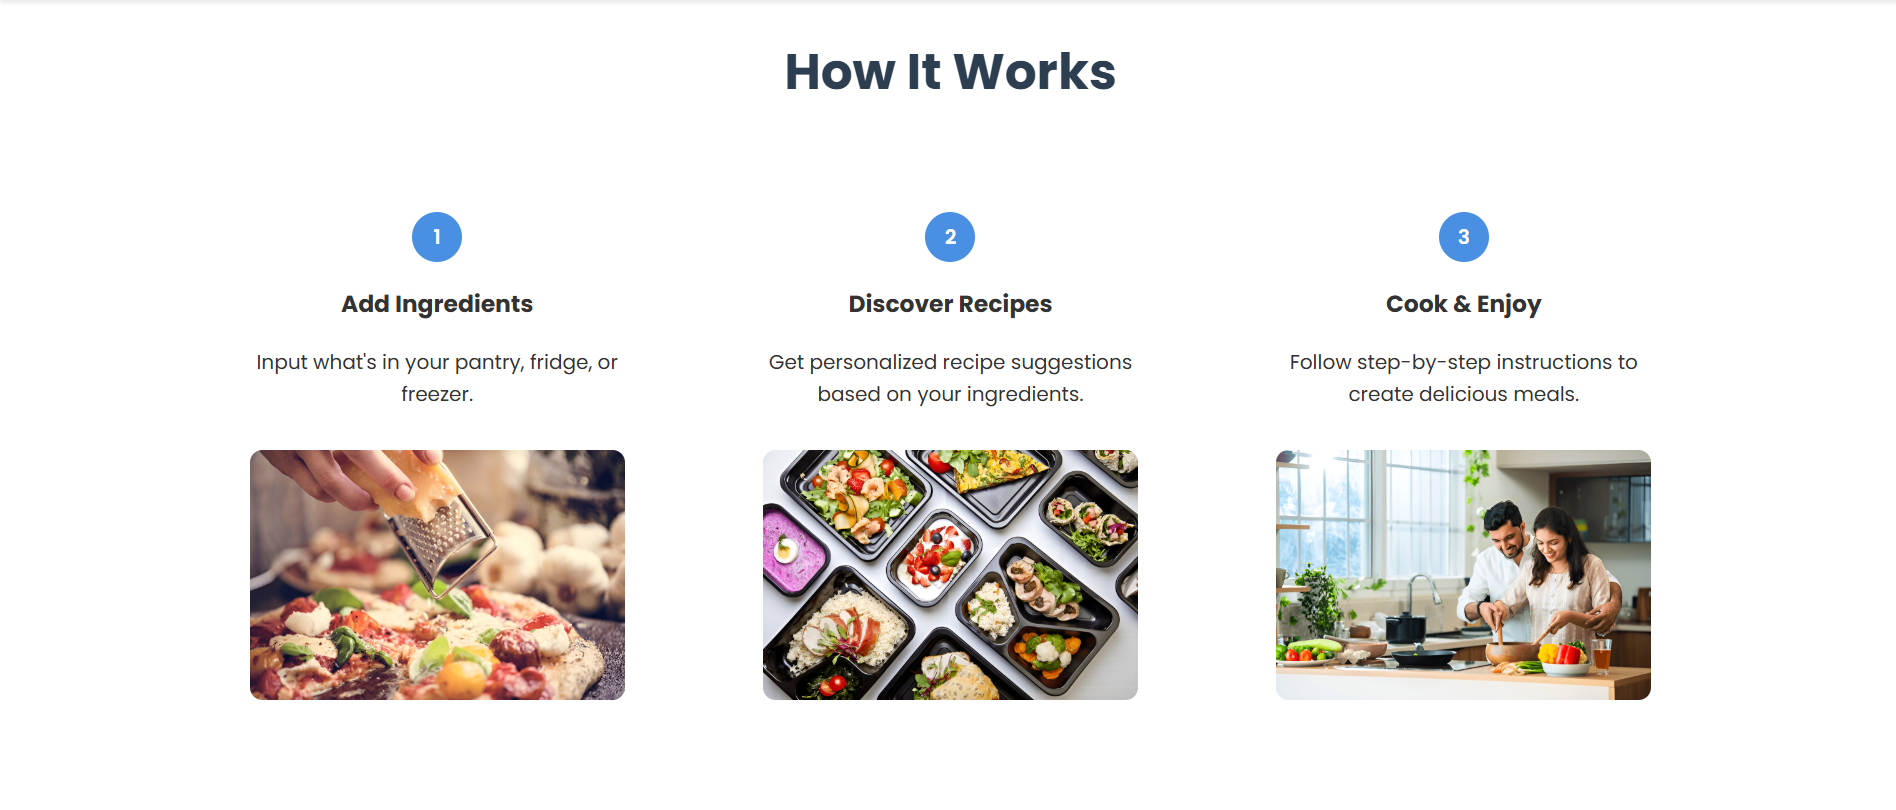 How It Works
1
Add Ingredients
Input what's in your pantry, fridge, or
freezer.
2
Discover Recipes
Get personalized recipe suggestions
based on your ingredients.
3
Cook & Enjoy
Follow step-by-step instructions to
create delicious meals.